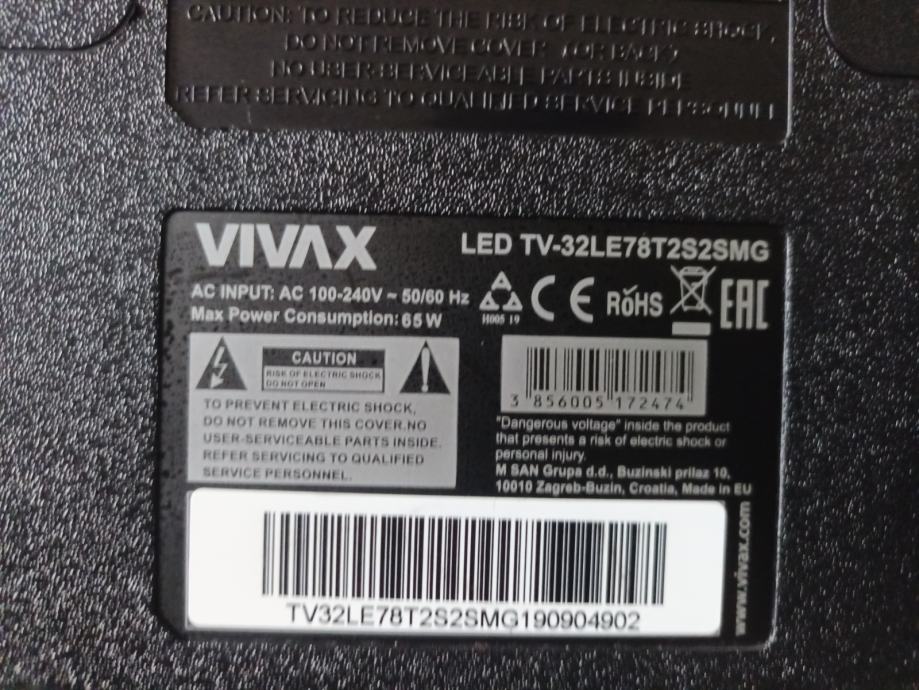 CAUTION: TO REDUCE THE RISK OF ELECTRIC SHOCK,
DO NOT REMOVE COVER (OR BACK)
NO USER-SERVICEABLE PARTS INSIDE
REFER SERVICING TO QUALIFIED SERVICE PERSONNEL
VIVAX
LED TV-32LE78T2S2SMG
AC INPUT: AC 100-240V ~ 50/60 Hz
Max Power Consumption: 65 W
A A A
H005 19
CE
RoHS
EAC
CAUTION
RISK OF ELECTRIC SHOCK
DO NOT OPEN
TO PREVENT ELECTRIC SHOCK,
DO NOT REMOVE THIS COVER.NO
USER-SERVICEABLE PARTS INSIDE.
REFER SERVICING TO QUALIFIED
SERVICE PERSONNEL.
3 856005 172474
"Dangerous voltage" inside the product
that presents a risk of electric shock or
personal injury.
M SAN Grupa d.d., Buzinski prilaz 10,
10010 Zagreb-Buzin, Croatia, Made in EU
www.vivax.com
TV32LE78T2S2SMG190904902